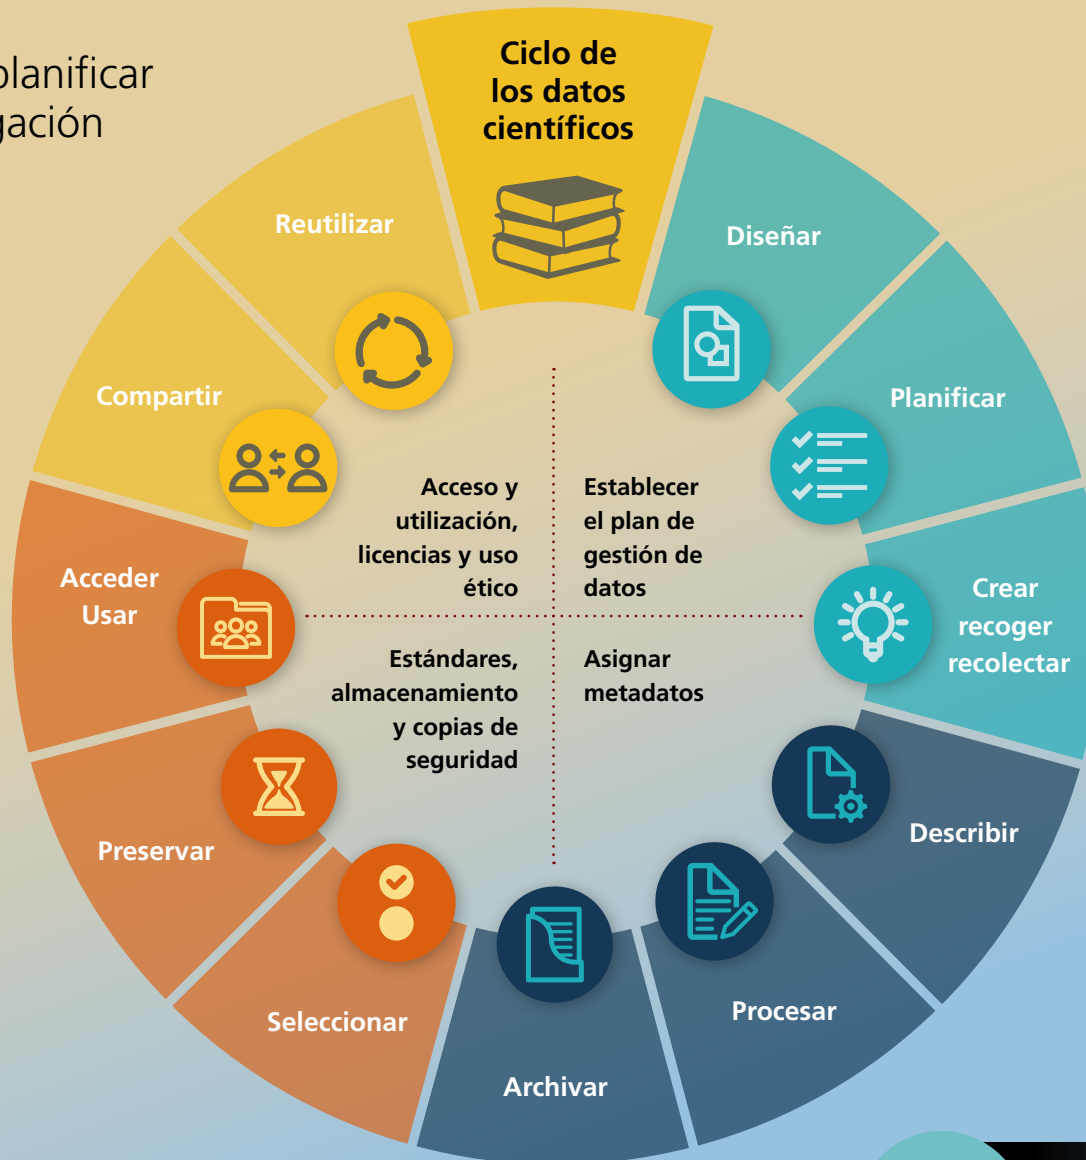 planificar
gación
Ciclo de
los datos
científicos
Diseñar
Planificar
Crear
recoger
recolectar
Describir
Procesar
Archivar
Seleccionar
Preservar
Acceder
Usar
Compartir
Reutilizar
Acceso y
utilización,
licencias y uso
ético
Establecer
el plan de
gestión de
datos
Estándares,
almacenamiento
y copias de
seguridad
Asignar
metadatos